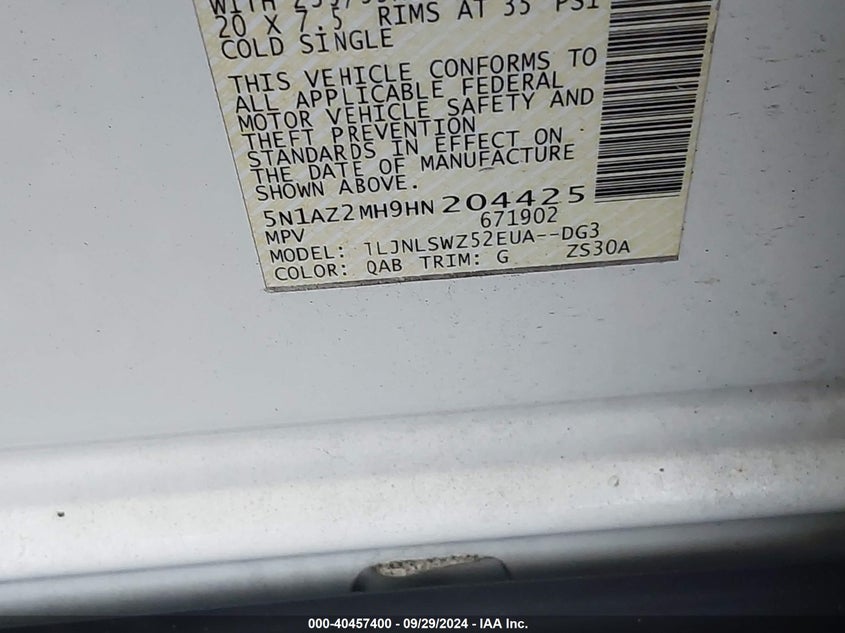 WITH
20 X 7.5 RIMS AT 35 PSI
COLD SINGLE
THIS VEHICLE CONFORMS TO
ALL APPLICABLE FEDERAL
MOTOR VEHICLE SAFETY AND
THEFT PREVENTION
STANDARDS IN EFFECT ON
THE DATE OF MANUFACTURE
SHOWN ABOVE.
5N1AZ2MH9HN204425
671902
MPV
MODEL: TLJNLSWZ52EUA--DG3
COLOR: QAB TRIM: G ZS30A
000-40457400 - 09/29/2024 - IAA Inc.